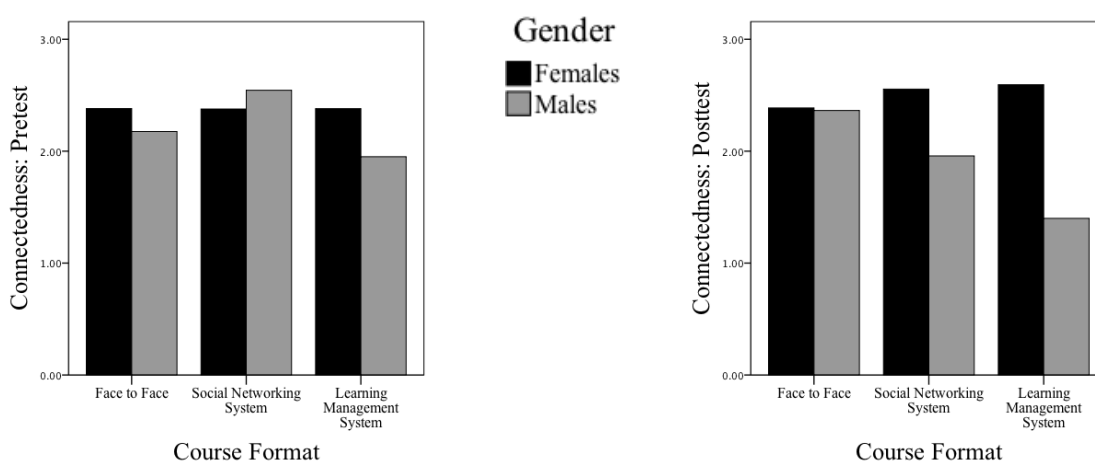 Connectedness: Pretest
3.00
2.00
1.00
0.00
Face to Face
Social Networking
System
Learning
Management
System
Course Format
Gender
Females
Males
Connectedness: Posttest
3.00
2.00
1.00
0.00
Face to Face
Social Networking
System
Learning
Management
System
Course Format